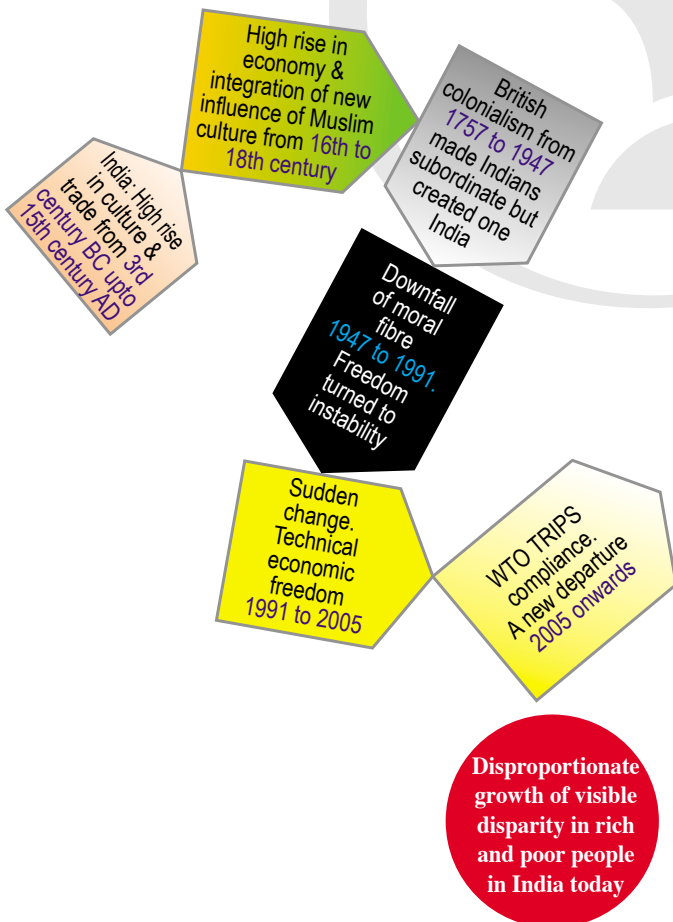 India: High rise
in culture &
trade from 3rd
century BC upto
15th century AD
High rise in
economy &
integration of new
influence of Muslim
culture from 16th to
18th century
British
colonialism from
1757 to 1947
made Indians
subordinate but
created one
India
Downfall
of moral
fibre
1947 to 1991.
Freedom
turned to
instability
Sudden
change.
Technical
economic
freedom
1991 to 2005
WTO TRIPS
compliance.
A new departure
2005 onwards
Disproportionate
growth of visible
disparity in rich
and poor people
in India today